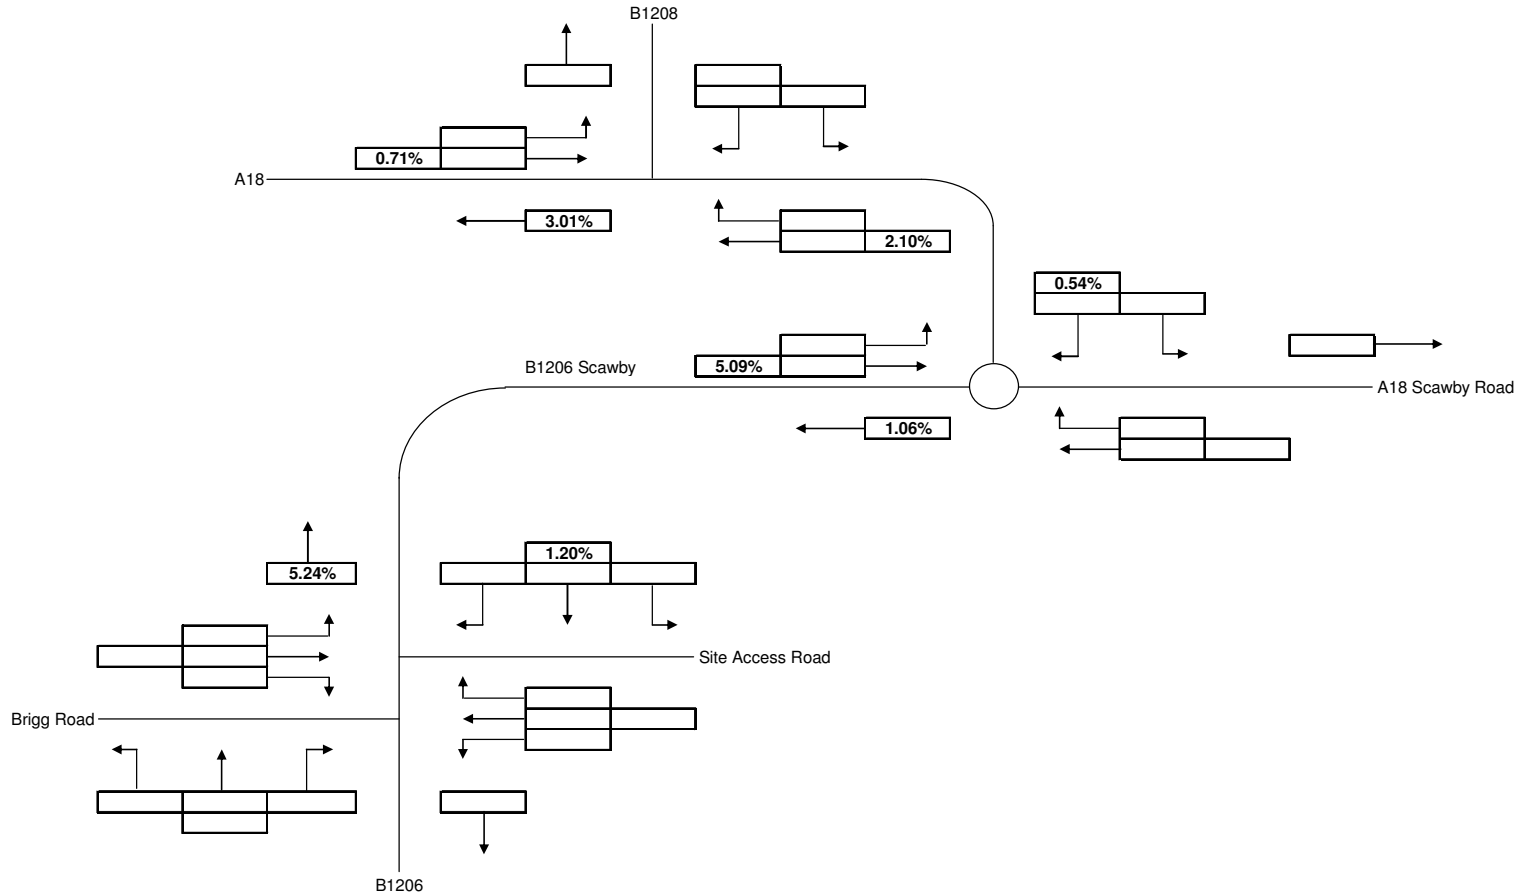 B1208
0.71%
A18
3.01%
2.10%
0.54%
B1206 Scawby
5.09%
A18 Scawby Road
1.06%
1.20%
5.24%
Site Access Road
Brigg Road
B1206